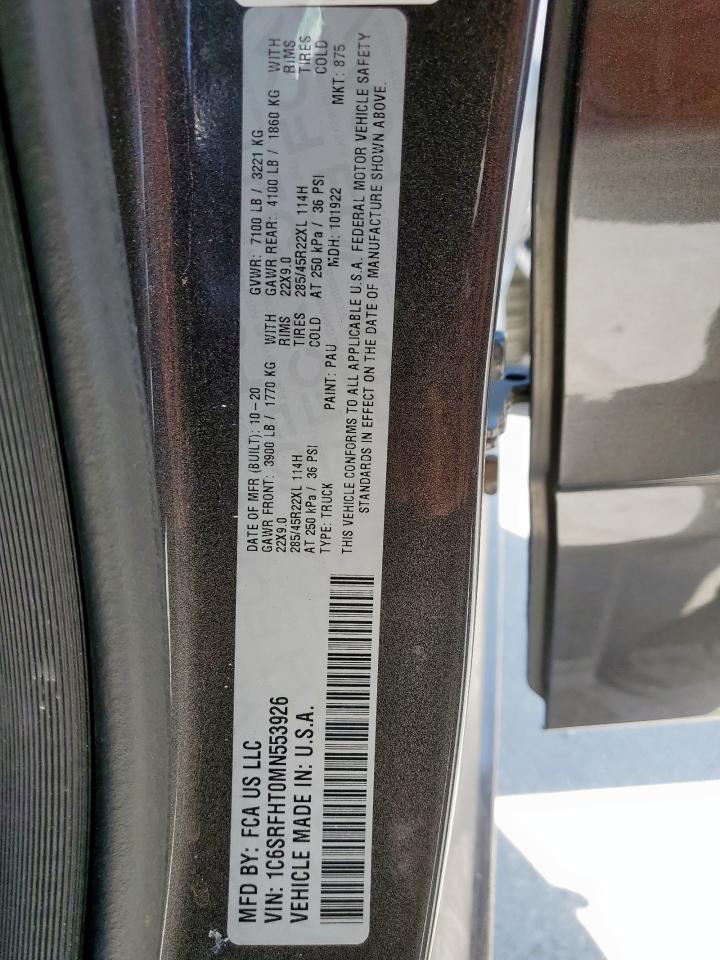 MFD BY: FCA US LLC
VIN: 1C6SRFHT0MN553926
VEHICLE MADE IN: U.S.A.
DATE OF MFR (BUILT): 10-20
GAWR FRONT: 3900 LB / 1770 KG WITH
22X9.0 RIMS
285/45R22XL 114H TIRES
AT 250 kPa / 36 PSI COLD
TYPE: TRUCK PAINT: PAU
GVWR: 7100 LB / 3221 KG
GAWR REAR: 4100 LB / 1860 KG WITH
22X9.0 RIMS
285/45R22XL 114H TIRES
AT 250 kPa / 36 PSI COLD
MDH: 101922 MKT: 875
THIS VEHICLE CONFORMS TO ALL APPLICABLE U.S.A. FEDERAL MOTOR VEHICLE SAFETY
STANDARDS IN EFFECT ON THE DATE OF MANUFACTURE SHOWN ABOVE.